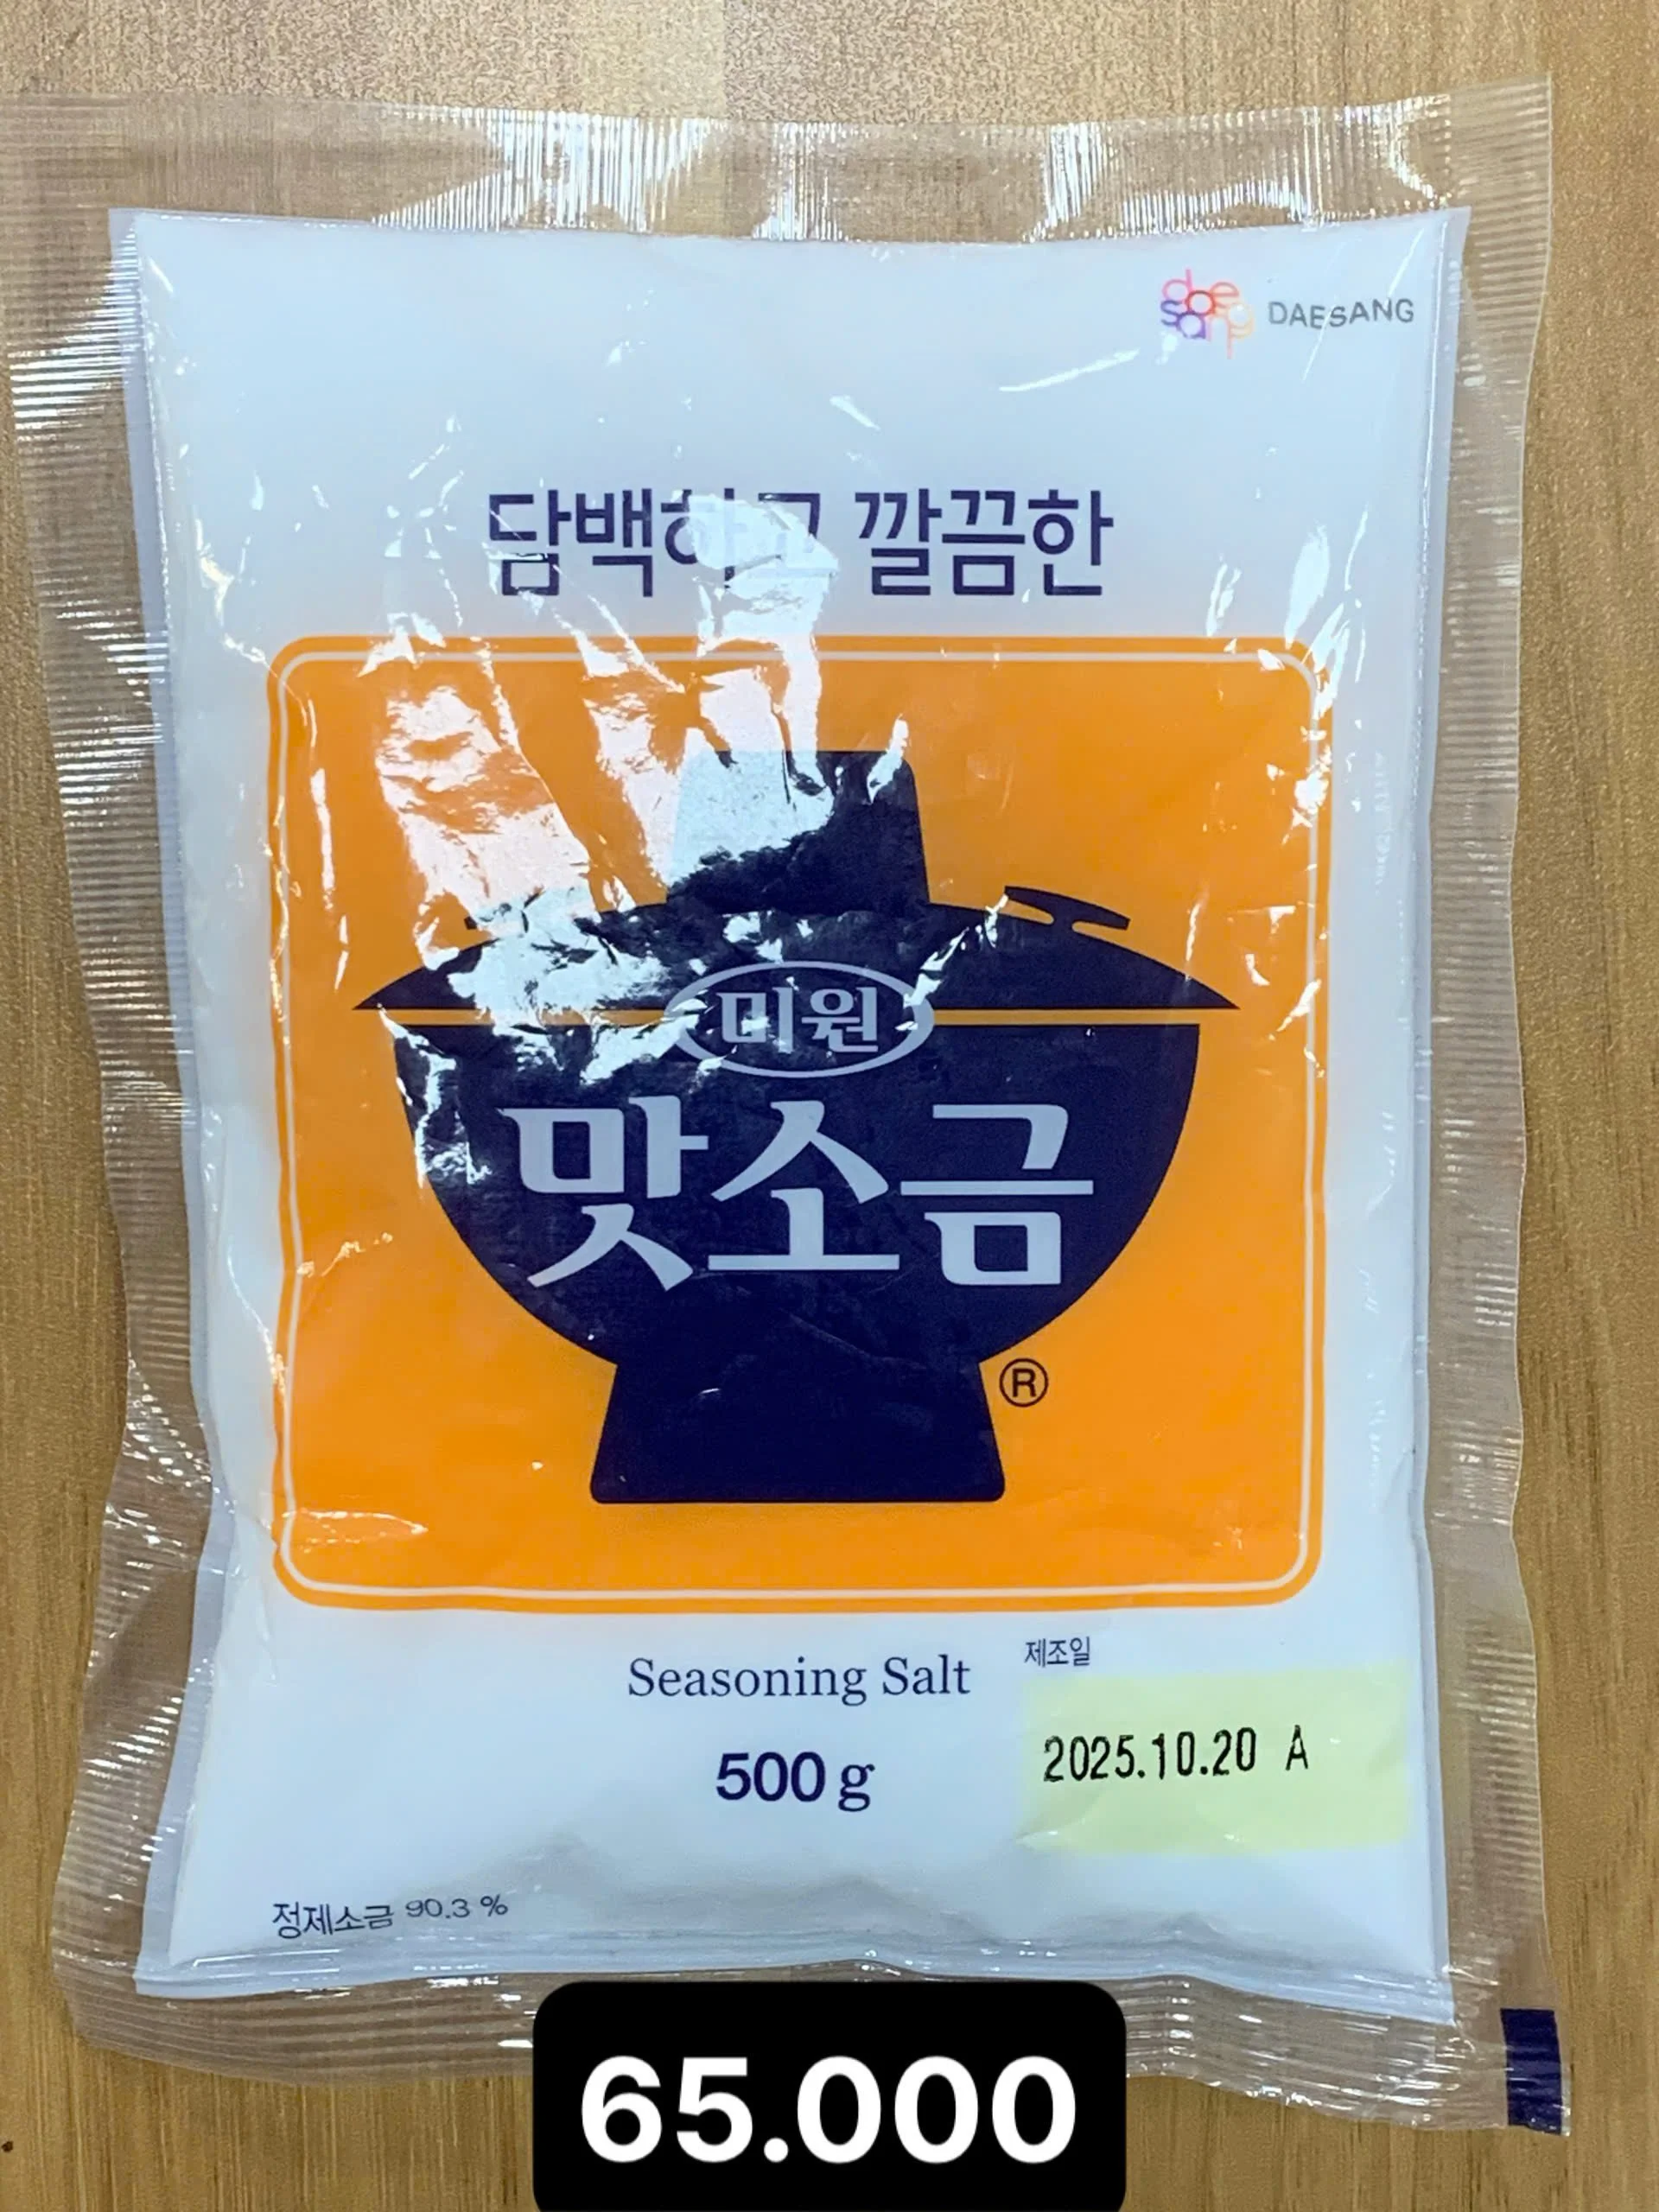 daesang DAESANG
담백하고 깔끔한
미원
맛소금
®
Seasoning Salt
제조일
500 g
2025.10.20 A
정제소금 90.3 %
65.000